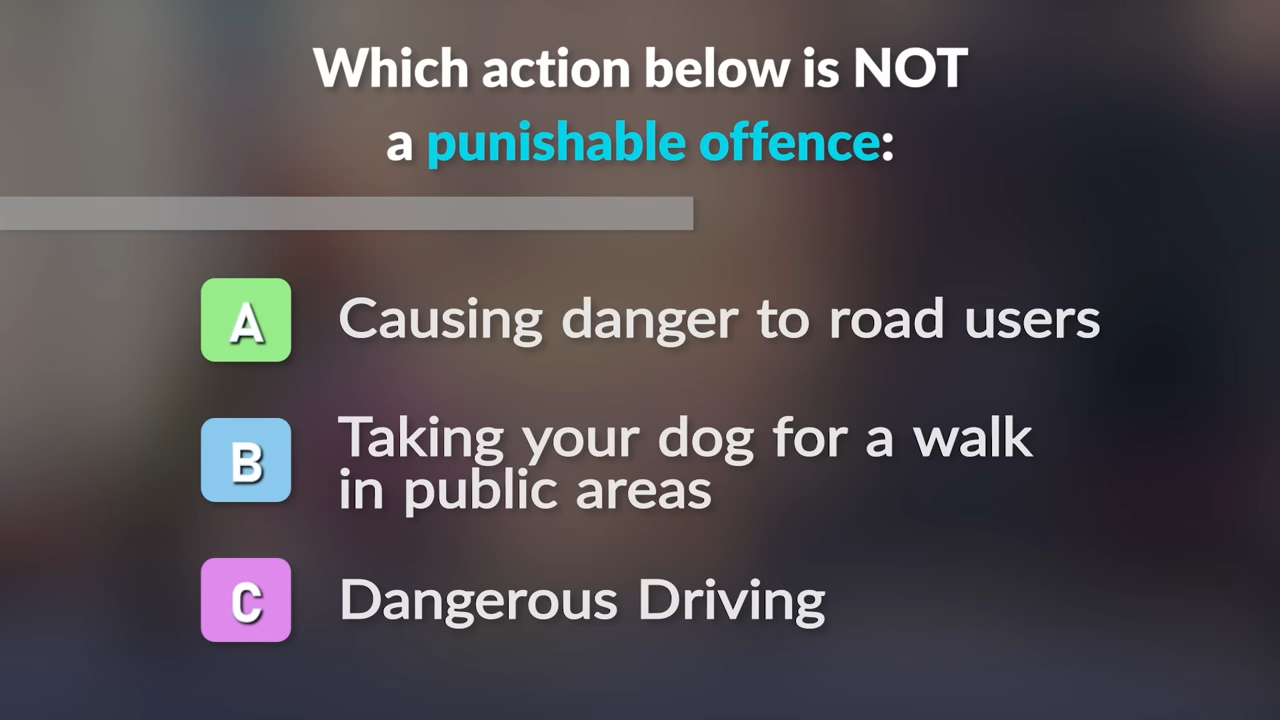 Which action below is NOT
a punishable offence:
A Causing danger to road users
B Taking your dog for a walk
in public areas
C Dangerous Driving